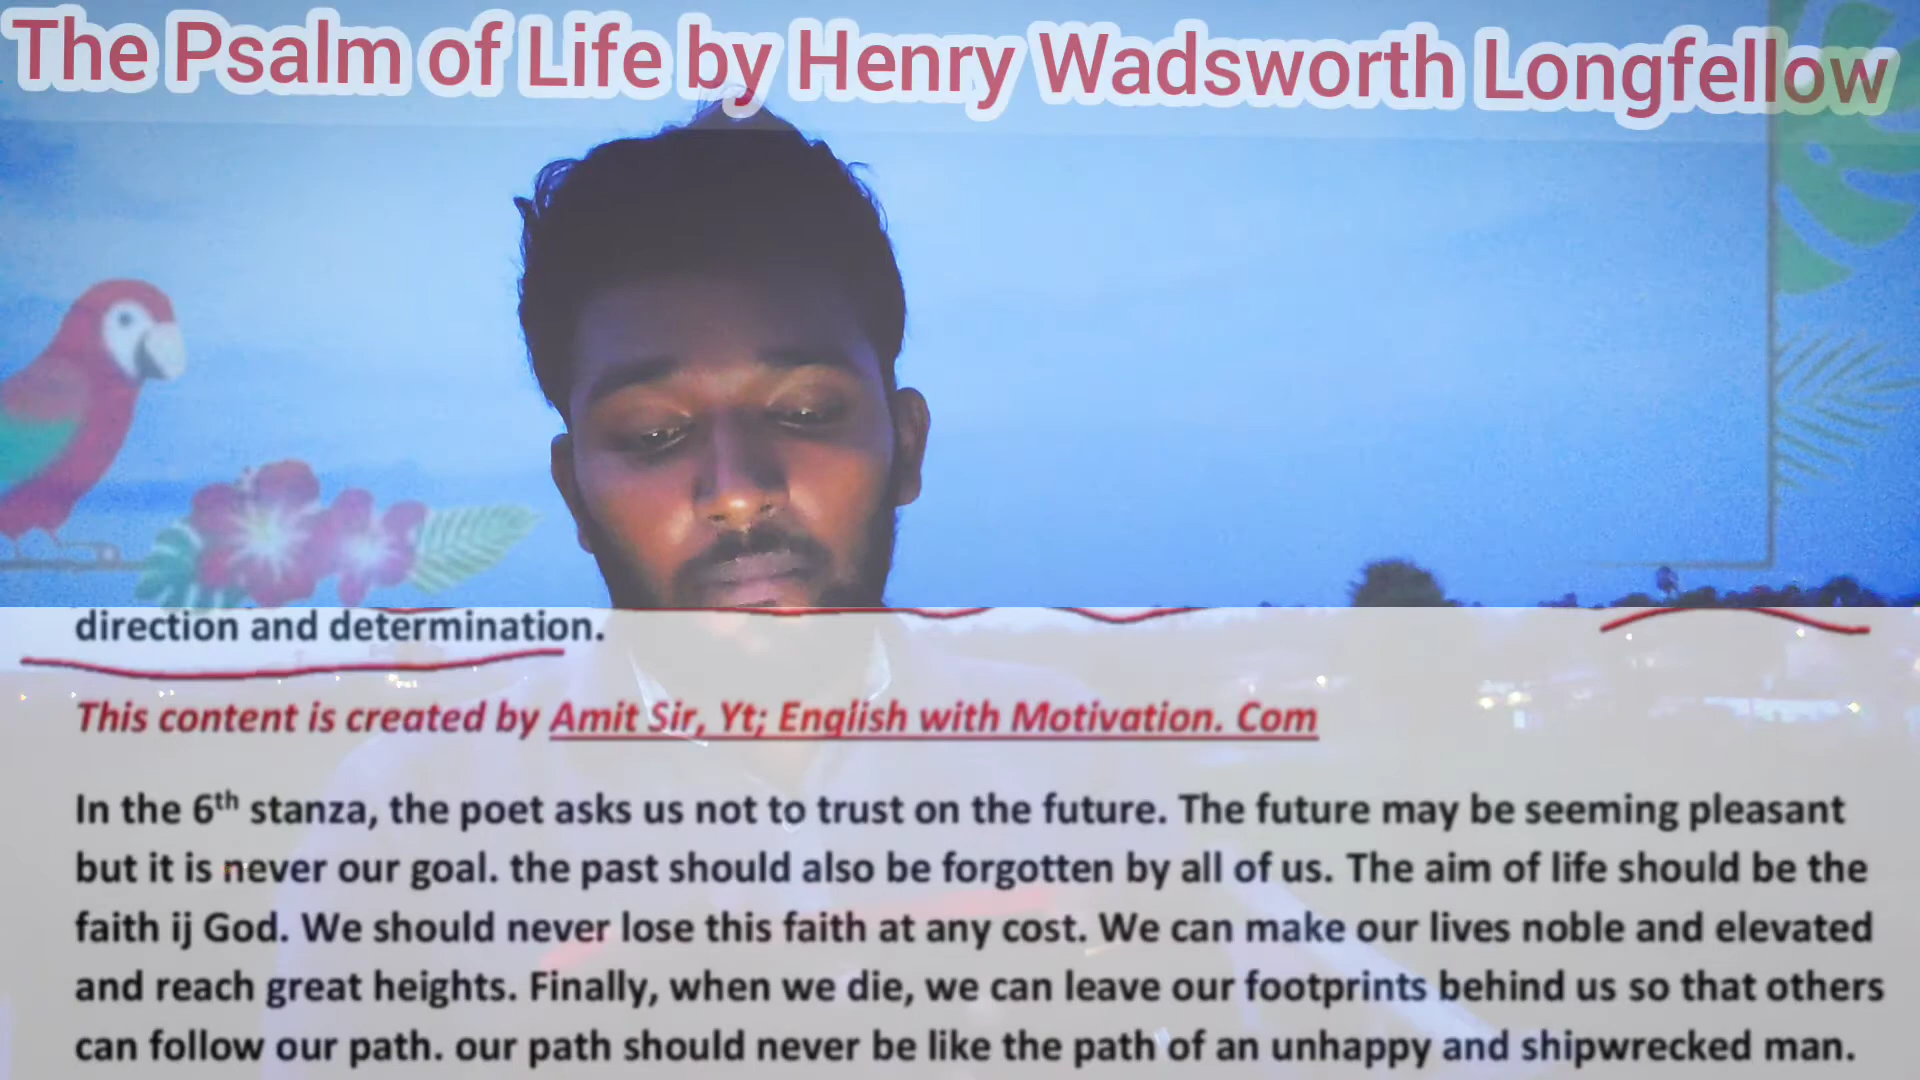 The Psalm of Life by Henry Wadsworth Longfellow
direction and determination.
This content is created by Amit Sir, Yt; English with Motivation. Com
In the 6th stanza, the poet asks us not to trust on the future. The future may be seeming pleasant
but it is never our goal. the past should also be forgotten by all of us. The aim of life should be the
faith ij God. We should never lose this faith at any cost. We can make our lives noble and elevated
and reach great heights. Finally, when we die, we can leave our footprints behind us so that others
can follow our path. our path should never be like the path of an unhappy and shipwrecked man.